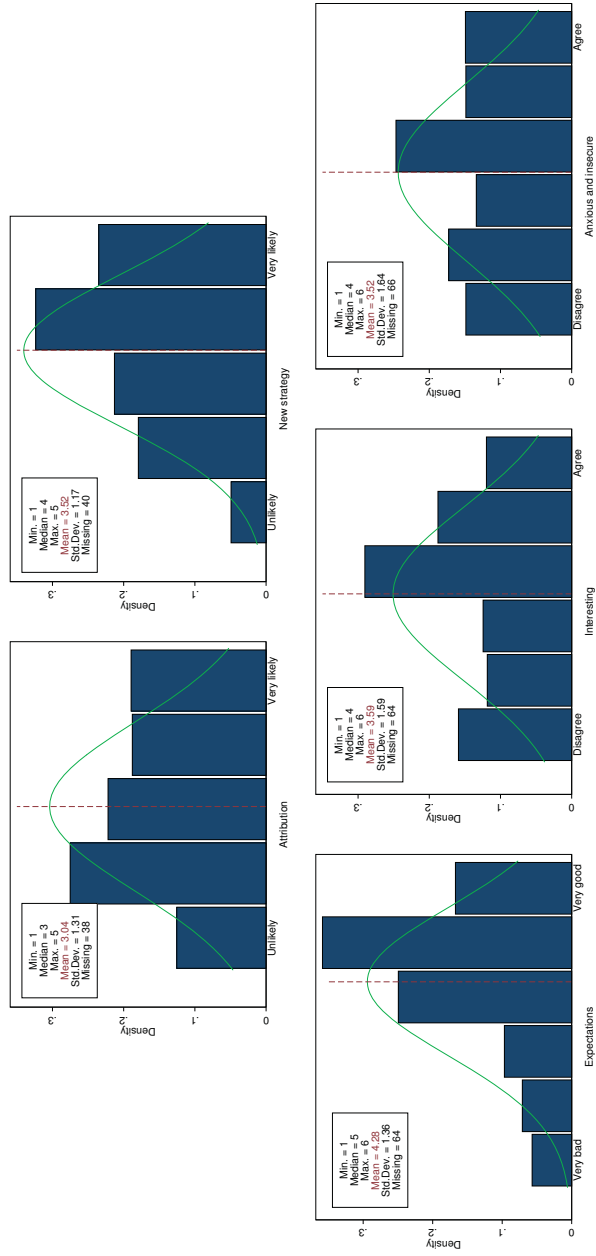 Min. = 1
Median = 3
Max. = 5
Mean = 3.04
Std.Dev. = 1.31
Missing = 38
Density
.3
.2
.1
0
Unlikely
Very likely
Attribution
Min. = 1
Median = 4
Max. = 5
Mean = 3.52
Std.Dev. = 1.17
Missing = 40
Density
.3
.2
.1
0
Unlikely
Very likely
New strategy
Min. = 1
Median = 5
Max. = 6
Mean = 4.28
Std.Dev. = 1.36
Missing = 64
Density
.3
.2
.1
0
Very bad
Very good
Expectations
Min. = 1
Median = 4
Max. = 6
Mean = 3.59
Std.Dev. = 1.59
Missing = 64
Density
.3
.2
.1
0
Disagree
Agree
Interesting
Min. = 1
Median = 4
Max. = 6
Mean = 3.52
Std.Dev. = 1.64
Missing = 66
Density
.3
.2
.1
0
Disagree
Agree
Anxious and insecure